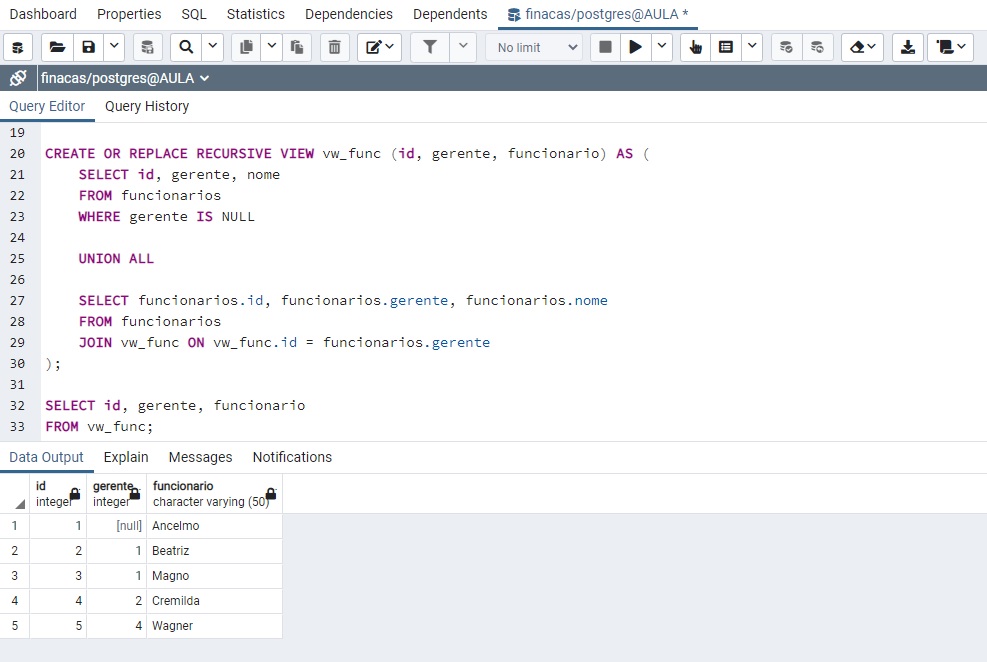 Dashboard Properties SQL Statistics Dependencies Dependents finacas/postgres@AULA *
No limit
finacas/postgres@AULA
Query Editor Query History
19
20 CREATE OR REPLACE RECURSIVE VIEW vw_func (id, gerente, funcionario) AS (
21 SELECT id, gerente, nome
22 FROM funcionarios
23 WHERE gerente IS NULL
24
25 UNION ALL
26
27 SELECT funcionarios.id, funcionarios.gerente, funcionarios.nome
28 FROM funcionarios
29 JOIN vw_func ON vw_func.id = funcionarios.gerente
30 );
31
32 SELECT id, gerente, funcionario
33 FROM vw_func;
Data Output Explain Messages Notifications
id gerente funcionario
integer integer character varying (50)
1 1 [null] Ancelmo
2 2 1 Beatriz
3 3 1 Magno
4 4 2 Cremilda
5 5 4 Wagner